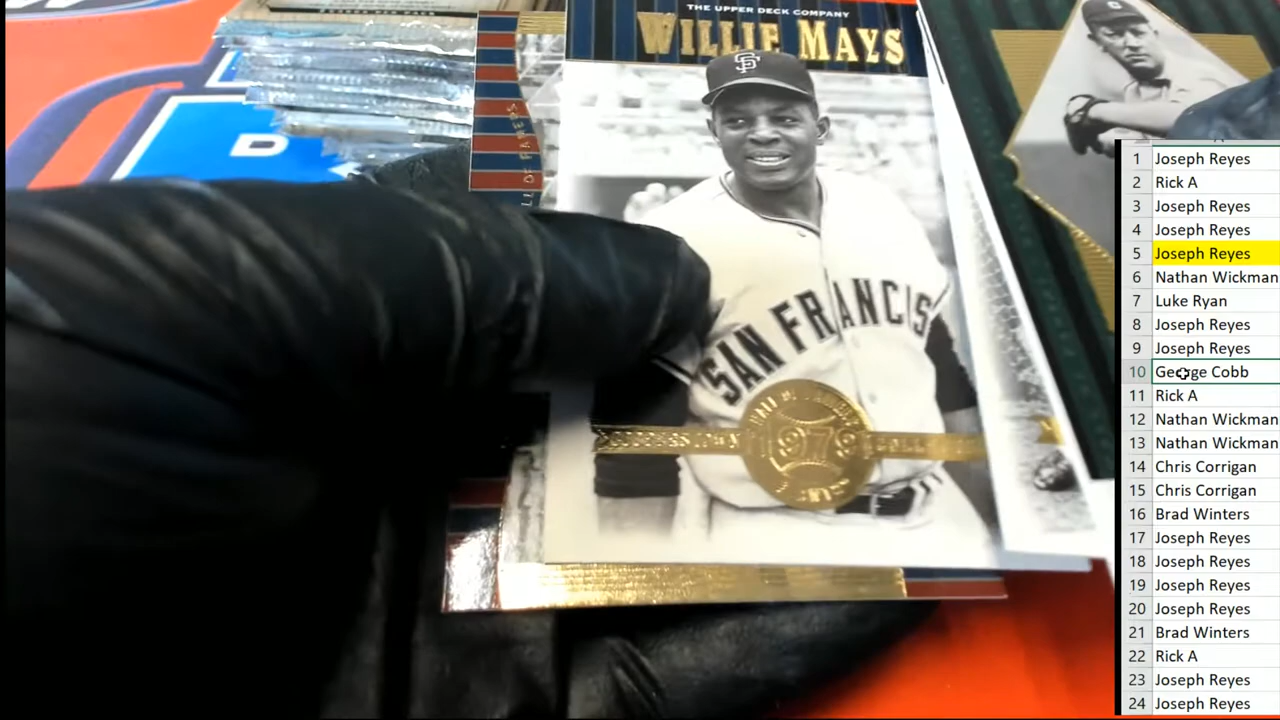 THE UPPER DECK COMPANY
WILLIE MAYS
SF
SAN FRANCIS
1979
D
C
1 Joseph Reyes
2 Rick A
3 Joseph Reyes
4 Joseph Reyes
5 Joseph Reyes
6 Nathan Wickman
7 Luke Ryan
8 Joseph Reyes
9 Joseph Reyes
10 George Cobb
11 Rick A
12 Nathan Wickman
13 Nathan Wickman
14 Chris Corrigan
15 Chris Corrigan
16 Brad Winters
17 Joseph Reyes
18 Joseph Reyes
19 Joseph Reyes
20 Joseph Reyes
21 Brad Winters
22 Rick A
23 Joseph Reyes
24 Joseph Reyes